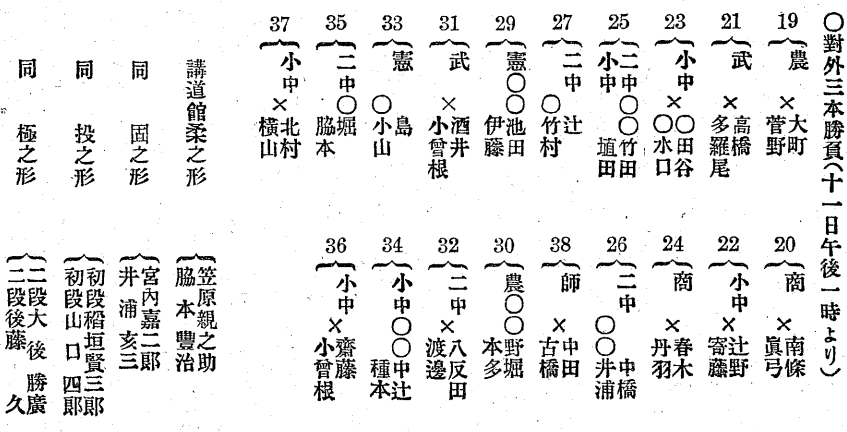 ○對外三本勝負(十一日午後一時より)
19 農 × 大町
菅野
20 商 × 南條
眞弓
21 武 × 高橋
多羅尾
22 小中 × 辻野
寄藤
23 小中 × ○田谷
○水口
24 商 × 春木
丹羽
25 二中○○竹田
小中 埴田
26 二中 中橋
○○井浦
27 二中 辻
○竹村
38 師 × 中田
古橋
29 憲○○池田
伊藤
30 農○○野堀
本多
31 武 × 酒井
小曾根
32 二中 × 八反田
渡邊
33 憲 島
○小山
34 小中○○中辻
種本
35 二中○堀
脇本
36 小中 × 齋藤
小曾根
37 小中 × 北村
橫山
講道館柔之形 笠原親之助
脇本豐治
同 固之形 宮內嘉二郞
井浦亥三
同 投之形 初段稻垣賢三郞
初段山口四郞
同 極之形 二段大後勝廣
二段後藤久